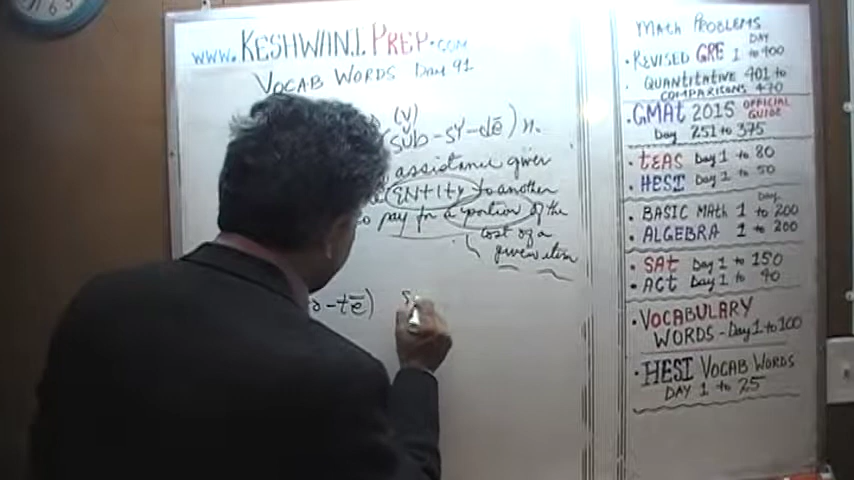 www.KESHWANI PREP.com
VOCAB WORDS DAY 91
(V)
(sŭb-sĭ-dē) n.
assistance given
ENTITY to another
to pay for a portion of the
cost of a
given item
-tē)
MATH PROBLEMS
• REVISED GRE DAY 1 to 400
• QUANTITATIVE 401 to
COMPARISONS 470
• GMAT 2015 OFFICIAL GUIDE
DAY 251 to 375
• TEAS Day 1 to 80
• HESI Day 1 to 50
DAY
• BASIC MATH 1 to 200
• ALGEBRA 1 to 200
• SAT Day 1 to 150
• ACT Day 1 to 90
• VOCABULARY
WORDS - Day 1 to 100
• HESI VOCAB WORDS
DAY 1 to 25